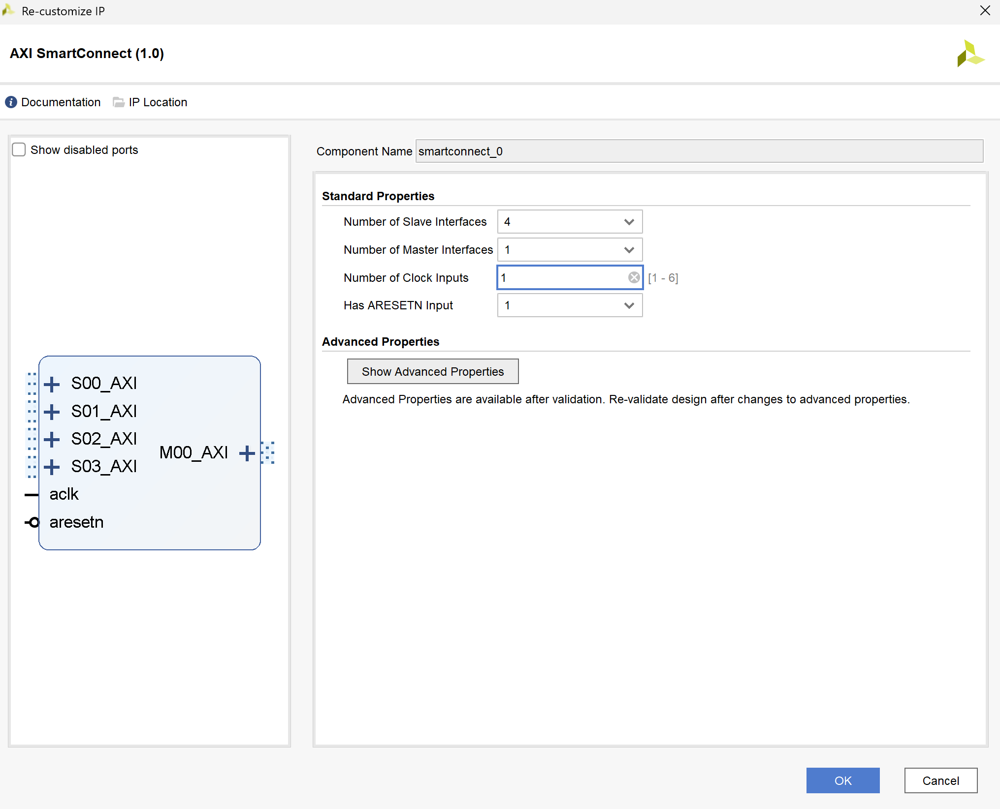 Re-customize IP
AXI SmartConnect (1.0)
Documentation IP Location
Show disabled ports
S00_AXI
S01_AXI
S02_AXI
S03_AXI
M00_AXI
aclk
aresetn
Component Name smartconnect_0
Standard Properties
Number of Slave Interfaces 4
Number of Master Interfaces 1
Number of Clock Inputs 1 [1 - 6]
Has ARESETN Input 1
Advanced Properties
Show Advanced Properties
Advanced Properties are available after validation. Re-validate design after changes to advanced properties.
OK Cancel